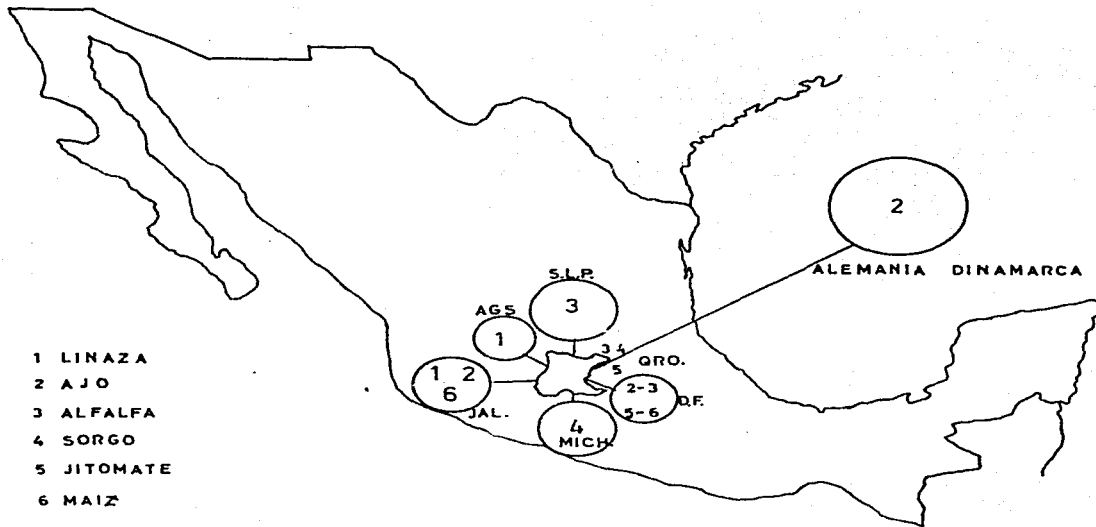 2
ALEMANIA DINAMARCA
S.L.P.
3
AGS
1
3 4
QRO.
5
1 2
6
JAL.
2-3
5-6
D.F.
4
MICH.
1 LINAZA
2 AJO
3 ALFALFA
4 SORGO
5 JITOMATE
6 MAIZ